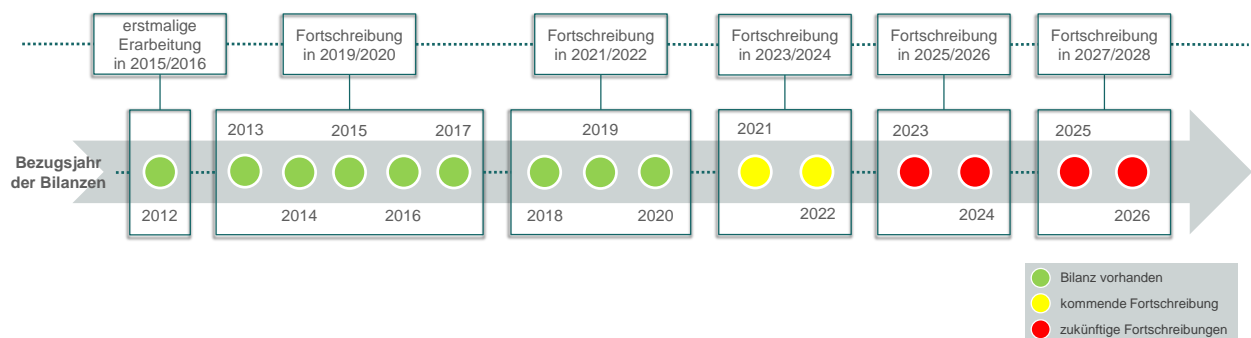 erstmalige
Erarbeitung
in 2015/2016
Fortschreibung
in 2019/2020
Fortschreibung
in 2021/2022
Fortschreibung
in 2023/2024
Fortschreibung
in 2025/2026
Fortschreibung
in 2027/2028
Bezugsjahr
der Bilanzen
2012
2013
2014
2015
2016
2017
2018
2019
2020
2021
2022
2023
2024
2025
2026
Bilanz vorhanden
kommende Fortschreibung
zukünftige Fortschreibungen